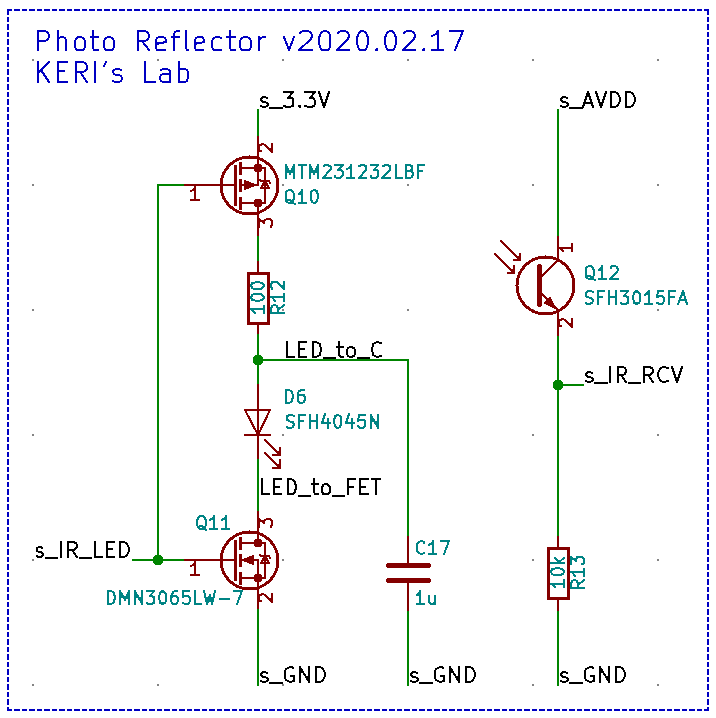 Photo Reflector v2020.02.17
KERI's Lab
s_3.3V
s_AVDD
2
MTM231232LBF
1
Q10
3
1
Q12
SFH3015FA
2
100
R12
LED_to_C
s_IR_RCV
D6
SFH4045N
LED_to_FET
Q11
3
s_IR_LED
1
C17
10k
R13
DMN3065LW-7
2
1u
s_GND
s_GND
s_GND